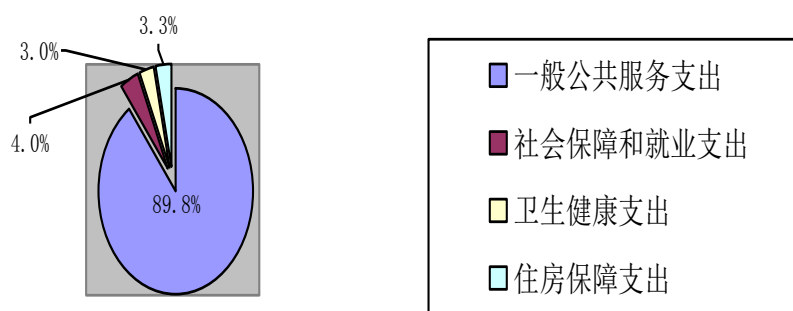 3.3%
3.0%
4.0%
89.8%
一般公共服务支出
社会保障和就业支出
卫生健康支出
住房保障支出